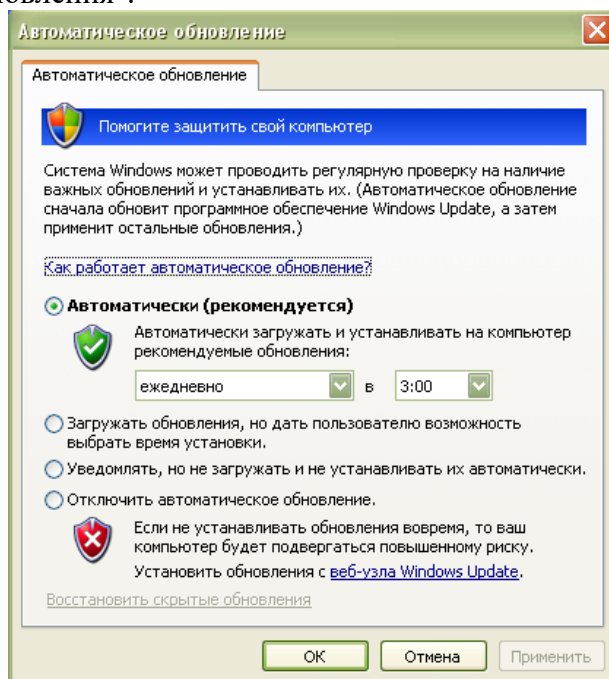 новления".
Автоматическое обновление
Автоматическое обновление
Помогите защитить свой компьютер
Система Windows может проводить регулярную проверку на наличие
важных обновлений и устанавливать их. (Автоматическое обновление
сначала обновит программное обеспечение Windows Update, а затем
применит остальные обновления.)
Как работает автоматическое обновление?
Автоматически (рекомендуется)
Автоматически загружать и устанавливать на компьютер
рекомендуемые обновления:
ежедневно в 3:00
Загружать обновления, но дать пользователю возможность
выбрать время установки.
Уведомлять, но не загружать и не устанавливать их автоматически.
Отключить автоматическое обновление.
Если не устанавливать обновления вовремя, то ваш
компьютер будет подвергаться повышенному риску.
Установить обновления с веб-узла Windows Update.
Восстановить скрытые обновления
ОК Отмена Применить